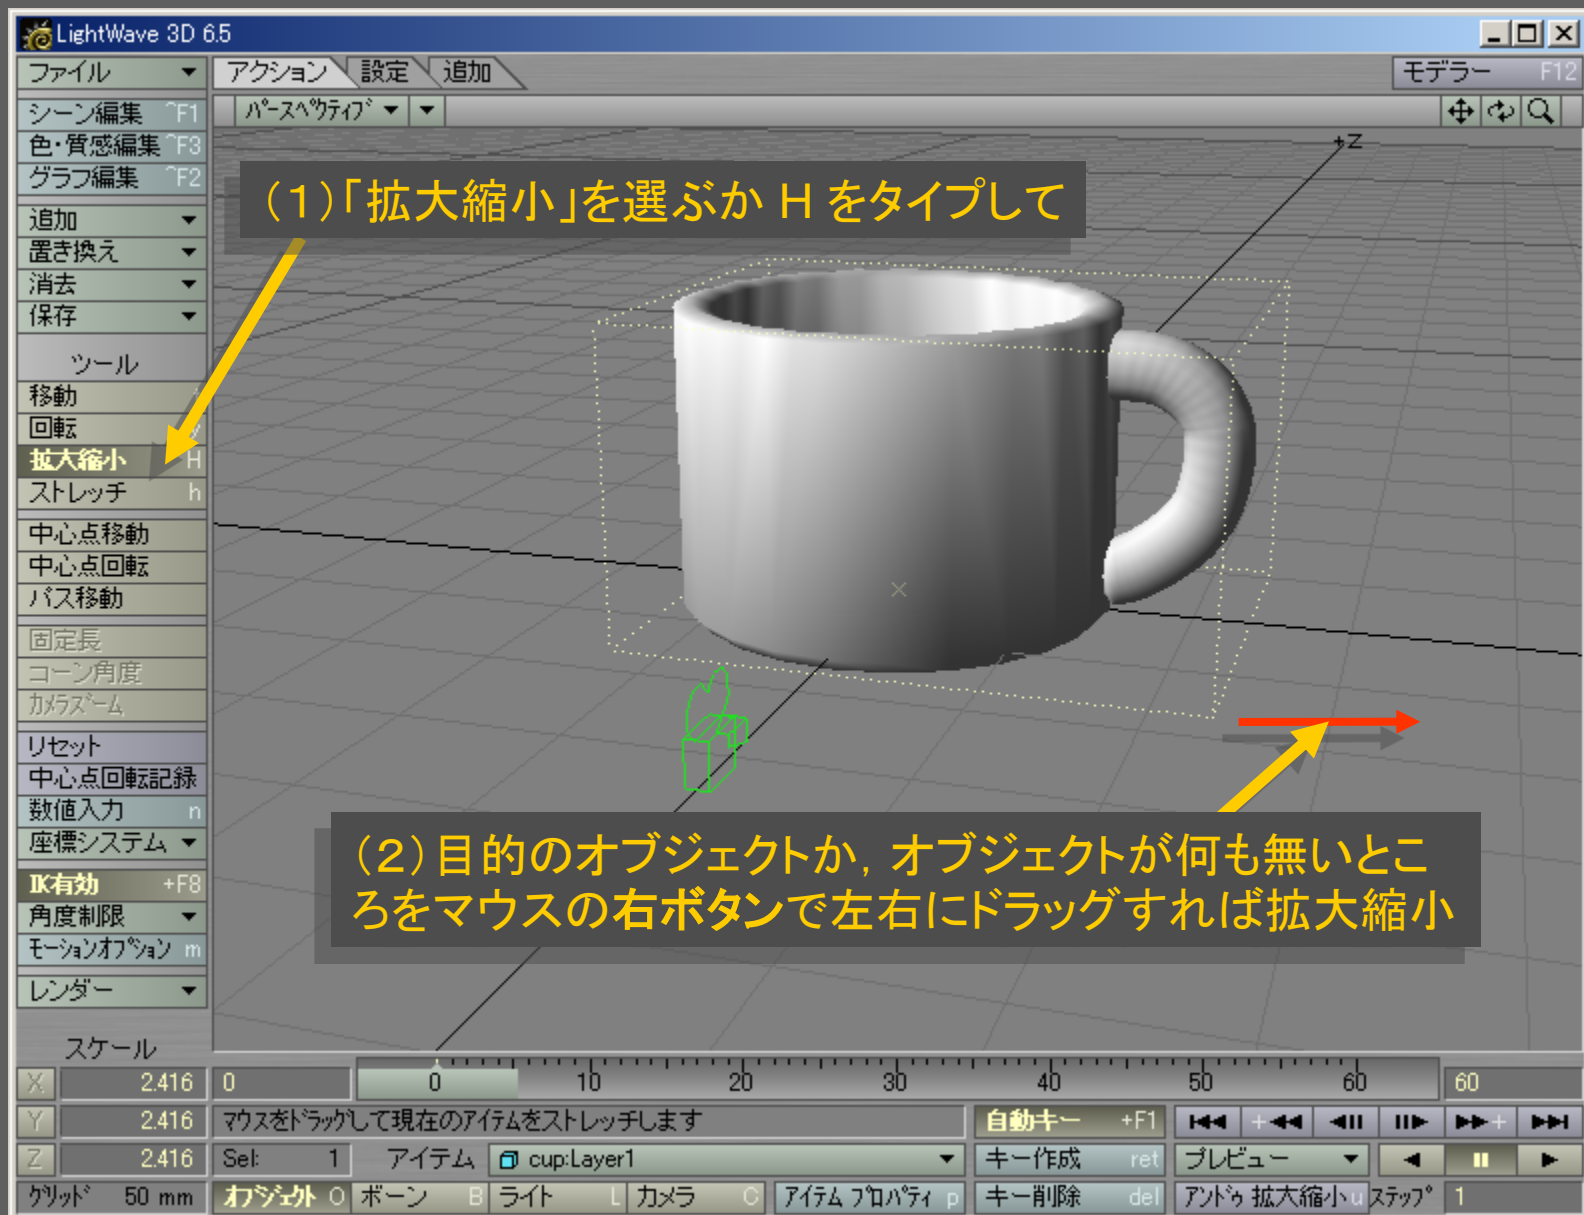 LightWave 3D 6.5
ファイル
アクション 設定 追加
モデラー F12
パースペクティブ
シーン編集 ^F1
色・質感編集 ^F3
グラフ編集 ^F2
追加
置き換え
消去
保存
(1)「拡大縮小」を選ぶか H をタイプして
+Z
ツール
移動
回転 y
拡大縮小 H
ストレッチ h
中心点移動
中心点回転
パス移動
固定長
コーン角度
カメラズーム
リセット
中心点回転記録
数値入力 n
座標システム
IK有効 +F8
角度制限
モーションオプション m
レンダー
(2)目的のオブジェクトか, オブジェクトが何も無いとこ
ろをマウスの右ボタンで左右にドラッグすれば拡大縮小
スケール
X 2.416 0 0 10 20 30 40 50 60 60
Y 2.416 マウスをドラッグして現在のアイテムをストレッチします 自動キー +F1
Z 2.416 Sel: 1 アイテム cup:Layer1 キー作成 ret プレビュー
グリッド 50 mm オブジェクト O ボーン B ライト L カメラ C アイテム プロパティ p キー削除 del アンドゥ 拡大縮小 u ステップ 1